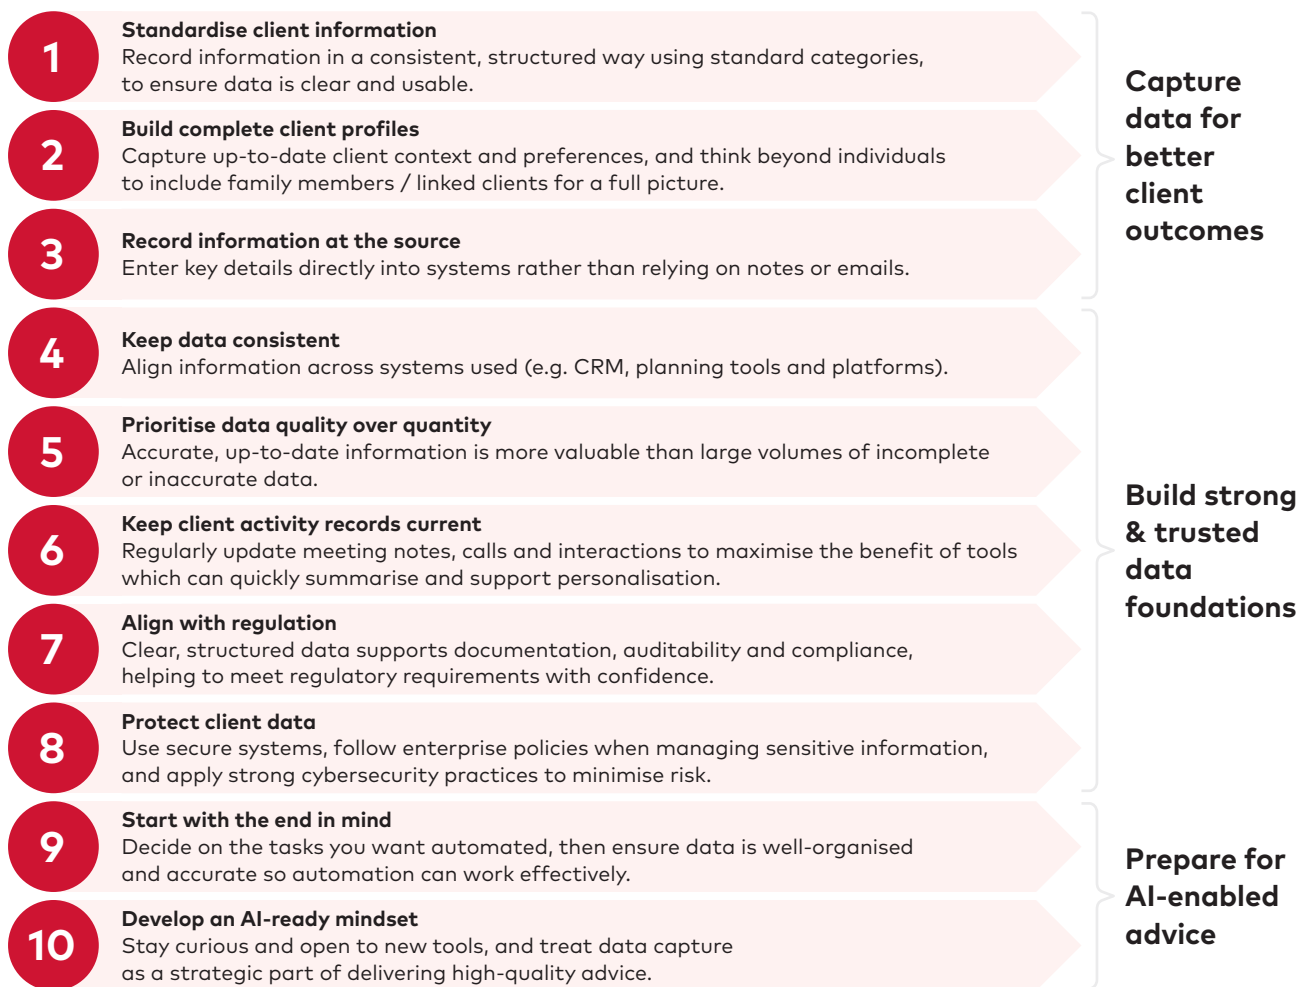 1
Standardise client information
Record information in a consistent, structured way using standard categories,
to ensure data is clear and usable.
2
Build complete client profiles
Capture up-to-date client context and preferences, and think beyond individuals
to include family members / linked clients for a full picture.
3
Record information at the source
Enter key details directly into systems rather than relying on notes or emails.
Capture
data for
better
client
outcomes
4
Keep data consistent
Align information across systems used (e.g. CRM, planning tools and platforms).
5
Prioritise data quality over quantity
Accurate, up-to-date information is more valuable than large volumes of incomplete
or inaccurate data.
6
Keep client activity records current
Regularly update meeting notes, calls and interactions to maximise the benefit of tools
which can quickly summarise and support personalisation.
7
Align with regulation
Clear, structured data supports documentation, auditability and compliance,
helping to meet regulatory requirements with confidence.
8
Protect client data
Use secure systems, follow enterprise policies when managing sensitive information,
and apply strong cybersecurity practices to minimise risk.
Build strong
& trusted
data
foundations
9
Start with the end in mind
Decide on the tasks you want automated, then ensure data is well-organised
and accurate so automation can work effectively.
10
Develop an AI-ready mindset
Stay curious and open to new tools, and treat data capture
as a strategic part of delivering high-quality advice.
Prepare for
AI-enabled
advice